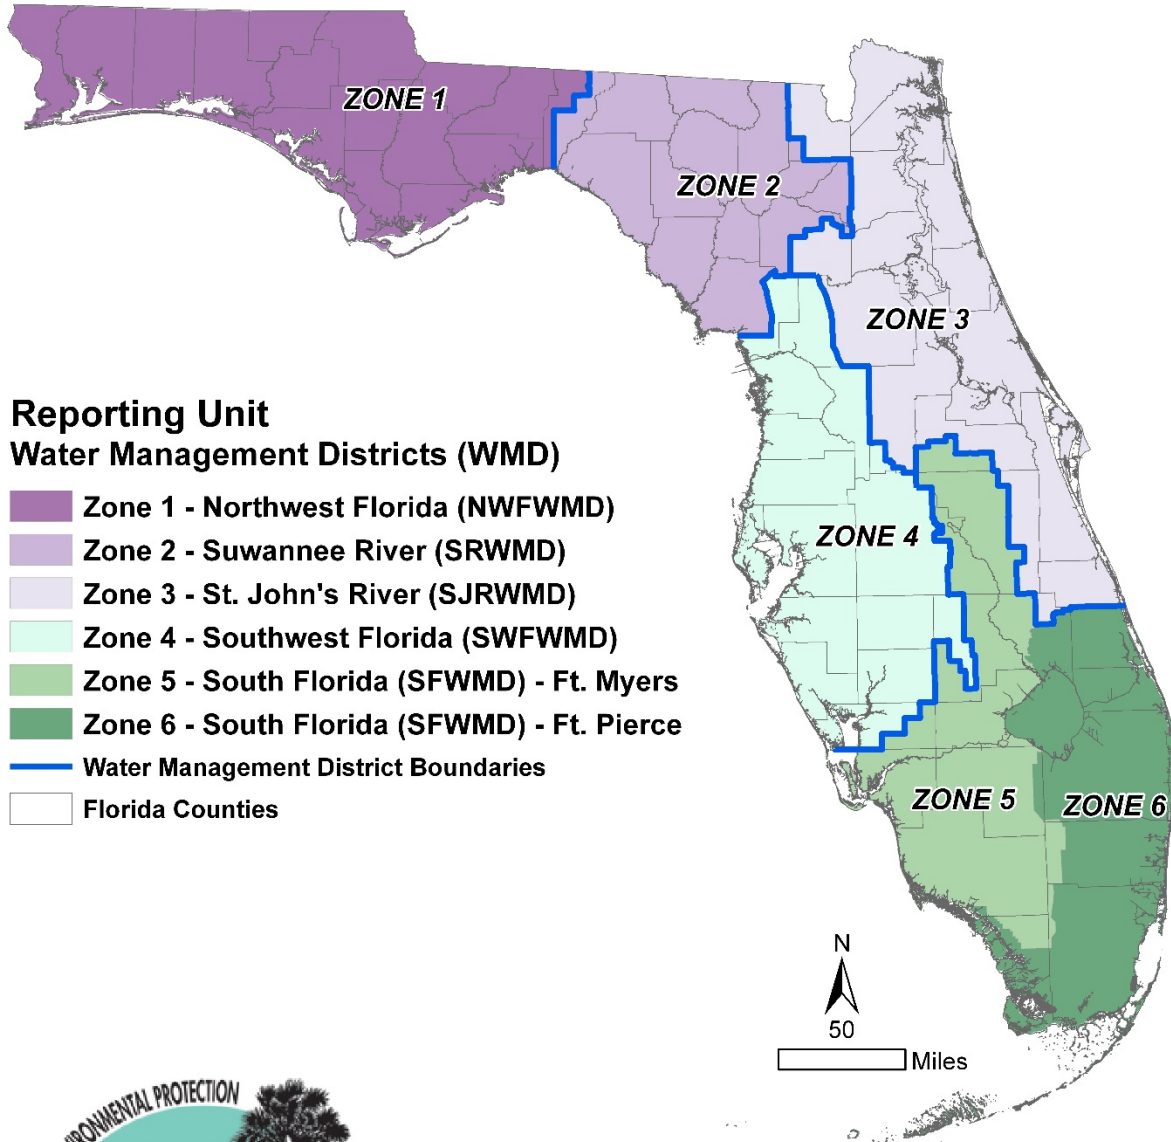 ZONE 1
ZONE 2
ZONE 3
Reporting Unit
Water Management Districts (WMD)
Zone 1 - Northwest Florida (NWFWMD)
Zone 2 - Suwannee River (SRWMD)
Zone 3 - St. John's River (SJRWMD)
Zone 4 - Southwest Florida (SWFWMD)
Zone 5 - South Florida (SFWMD) - Ft. Myers
Zone 6 - South Florida (SFWMD) - Ft. Pierce
Water Management District Boundaries
Florida Counties
ZONE 4
ZONE 5
ZONE 6
N
50
Miles
PROTECTION